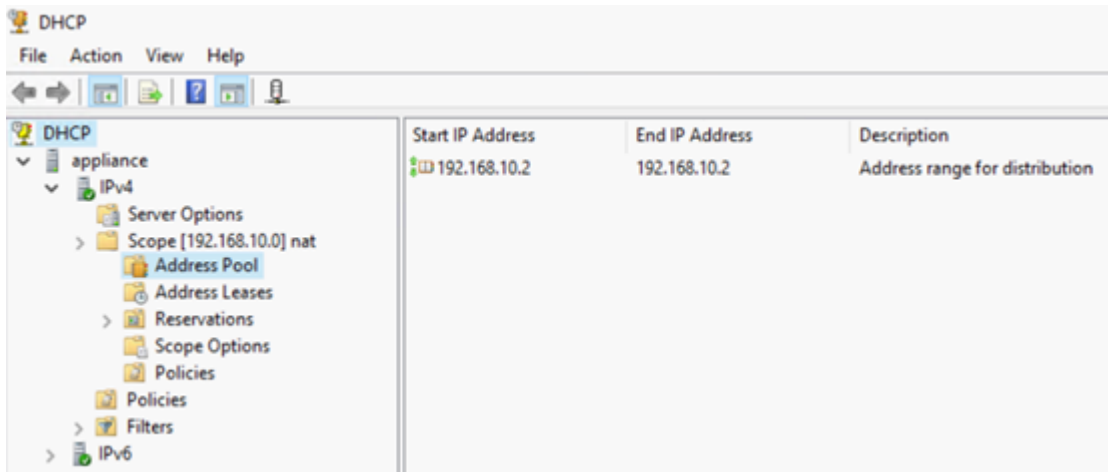 DHCP
File Action View Help
DHCP
appliance
IPv4
Server Options
Scope [192.168.10.0] nat
Address Pool
Address Leases
Reservations
Scope Options
Policies
Policies
Filters
IPv6
Start IP Address End IP Address Description
192.168.10.2 192.168.10.2 Address range for distribution